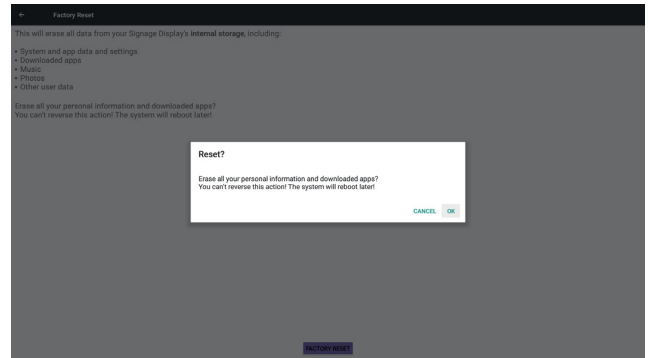 Factory Reset
This will erase all data from your Signage Display's internal storage, including:
• System and app data and settings
• Downloaded apps
• Music
• Photos
• Other user data
Erase all your personal information and downloaded apps?
You can't reverse this action! The system will reboot later!
Reset?
Erase all your personal information and downloaded apps?
You can't reverse this action! The system will reboot later!
CANCEL OK
FACTORY RESET